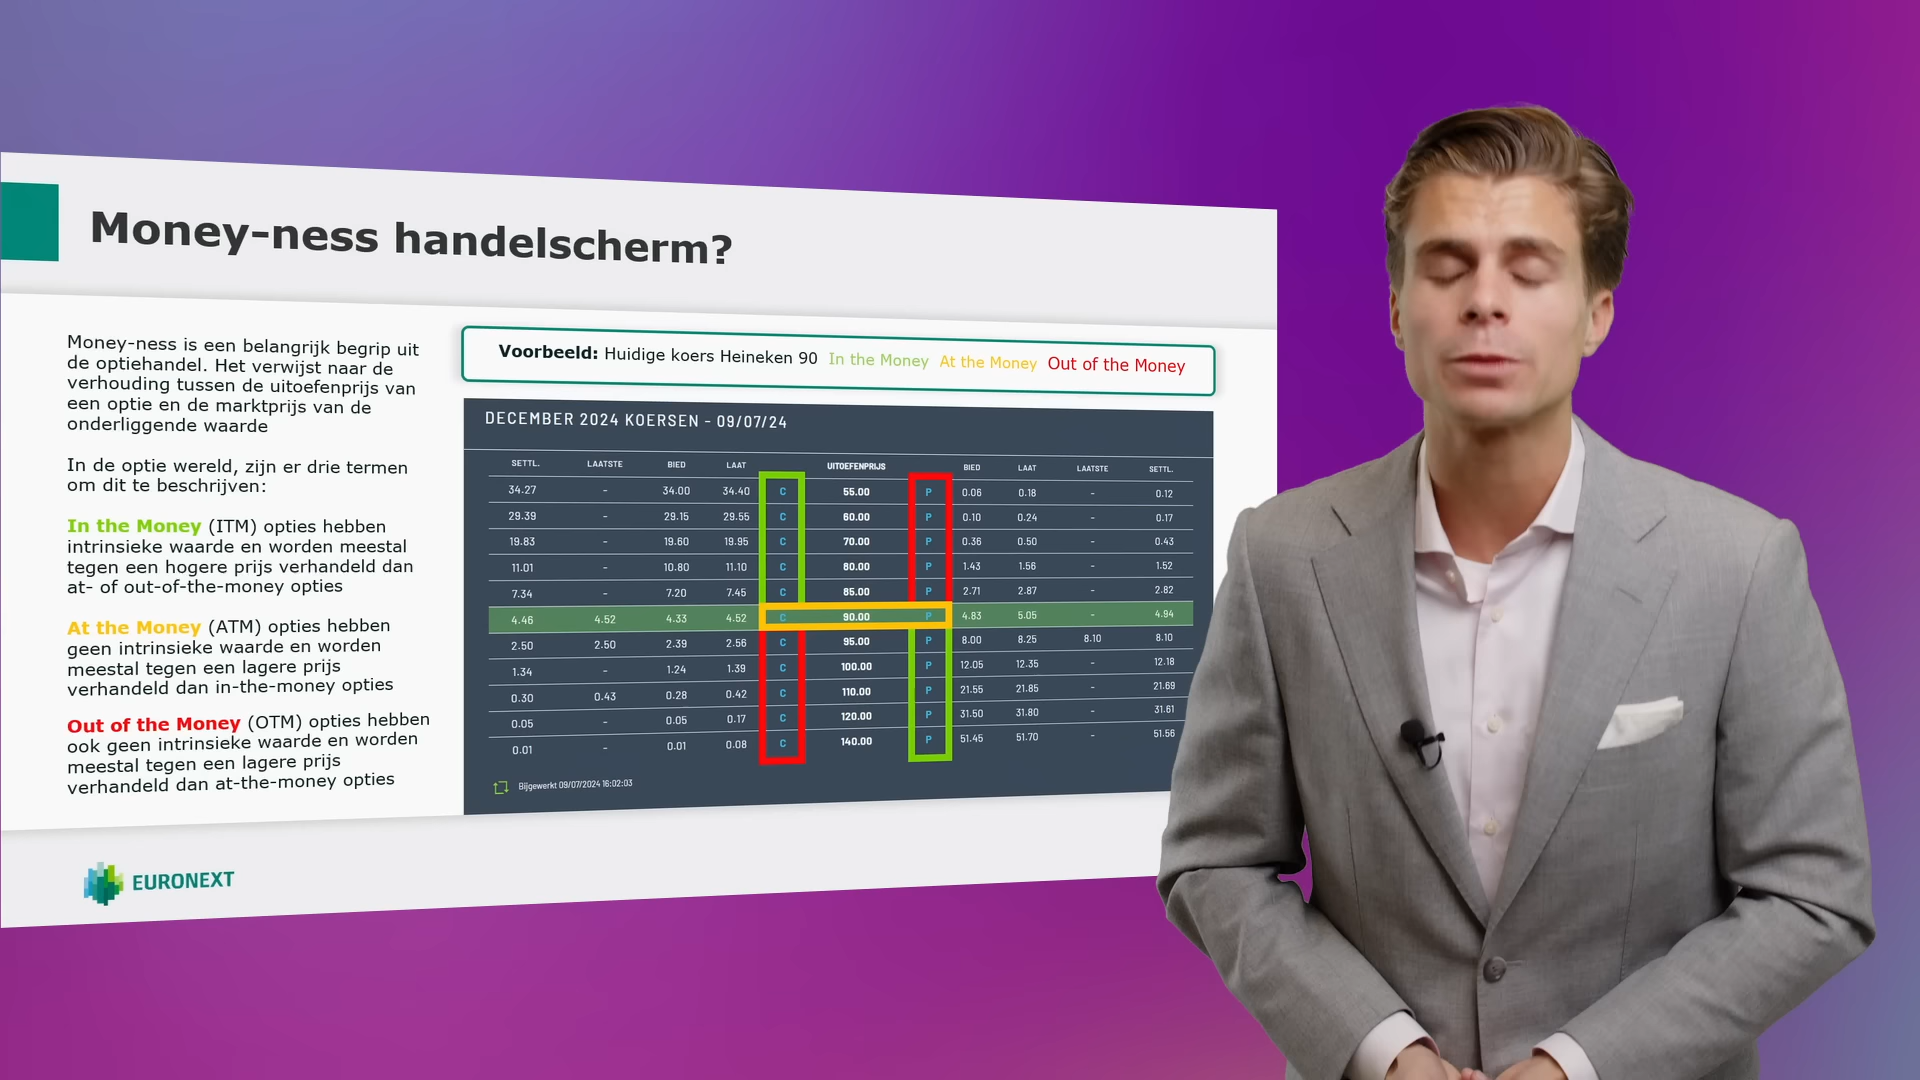 Money-ness handelscherm?
Money-ness is een belangrijk begrip uit
de optiehandel. Het verwijst naar de
verhouding tussen de uitoefenprijs van
een optie en de marktprijs van de
onderliggende waarde
In de optie wereld, zijn er drie termen
om dit te beschrijven:
In the Money (ITM) opties hebben
intrinsieke waarde en worden meestal
tegen een hogere prijs verhandeld dan
at- of out-of-the-money opties
At the Money (ATM) opties hebben
geen intrinsieke waarde en worden
meestal tegen een lagere prijs
verhandeld dan in-the-money opties
Out of the Money (OTM) opties hebben
ook geen intrinsieke waarde en worden
meestal tegen een lagere prijs
verhandeld dan at-the-money opties
Voorbeeld: Huidige koers Heineken 90 In the Money At the Money Out of the Money
DECEMBER 2024 KOERSEN - 09/07/24
SETTL. LAATSTE BIED LAAT UITOEFENPRIJS BIED LAAT LAATSTE SETTL.
34.27 - 34.00 34.40 C 55.00 P 0.06 0.18 - 0.12
29.39 - 29.15 29.55 C 60.00 P 0.10 0.24 - 0.17
19.83 - 19.60 19.95 C 70.00 P 0.36 0.50 - 0.43
11.01 - 10.80 11.10 C 80.00 P 1.43 1.56 - 1.52
7.34 - 7.20 7.45 C 85.00 P 2.71 2.87 - 2.82
4.46 4.52 4.33 4.52 C 90.00 P 4.83 5.05 - 4.94
2.50 2.50 2.39 2.56 C 95.00 P 8.00 8.25 8.10 8.10
1.34 - 1.24 1.39 C 100.00 P 12.05 12.35 - 12.18
0.30 0.43 0.28 0.42 C 110.00 P 21.55 21.85 - 21.69
0.05 - 0.05 0.17 C 120.00 P 31.50 31.80 - 31.61
0.01 - 0.01 0.08 C 140.00 P 51.45 51.70 - 51.56
Bijgewerkt 09/07/2024 16:02:03
EURONEXT